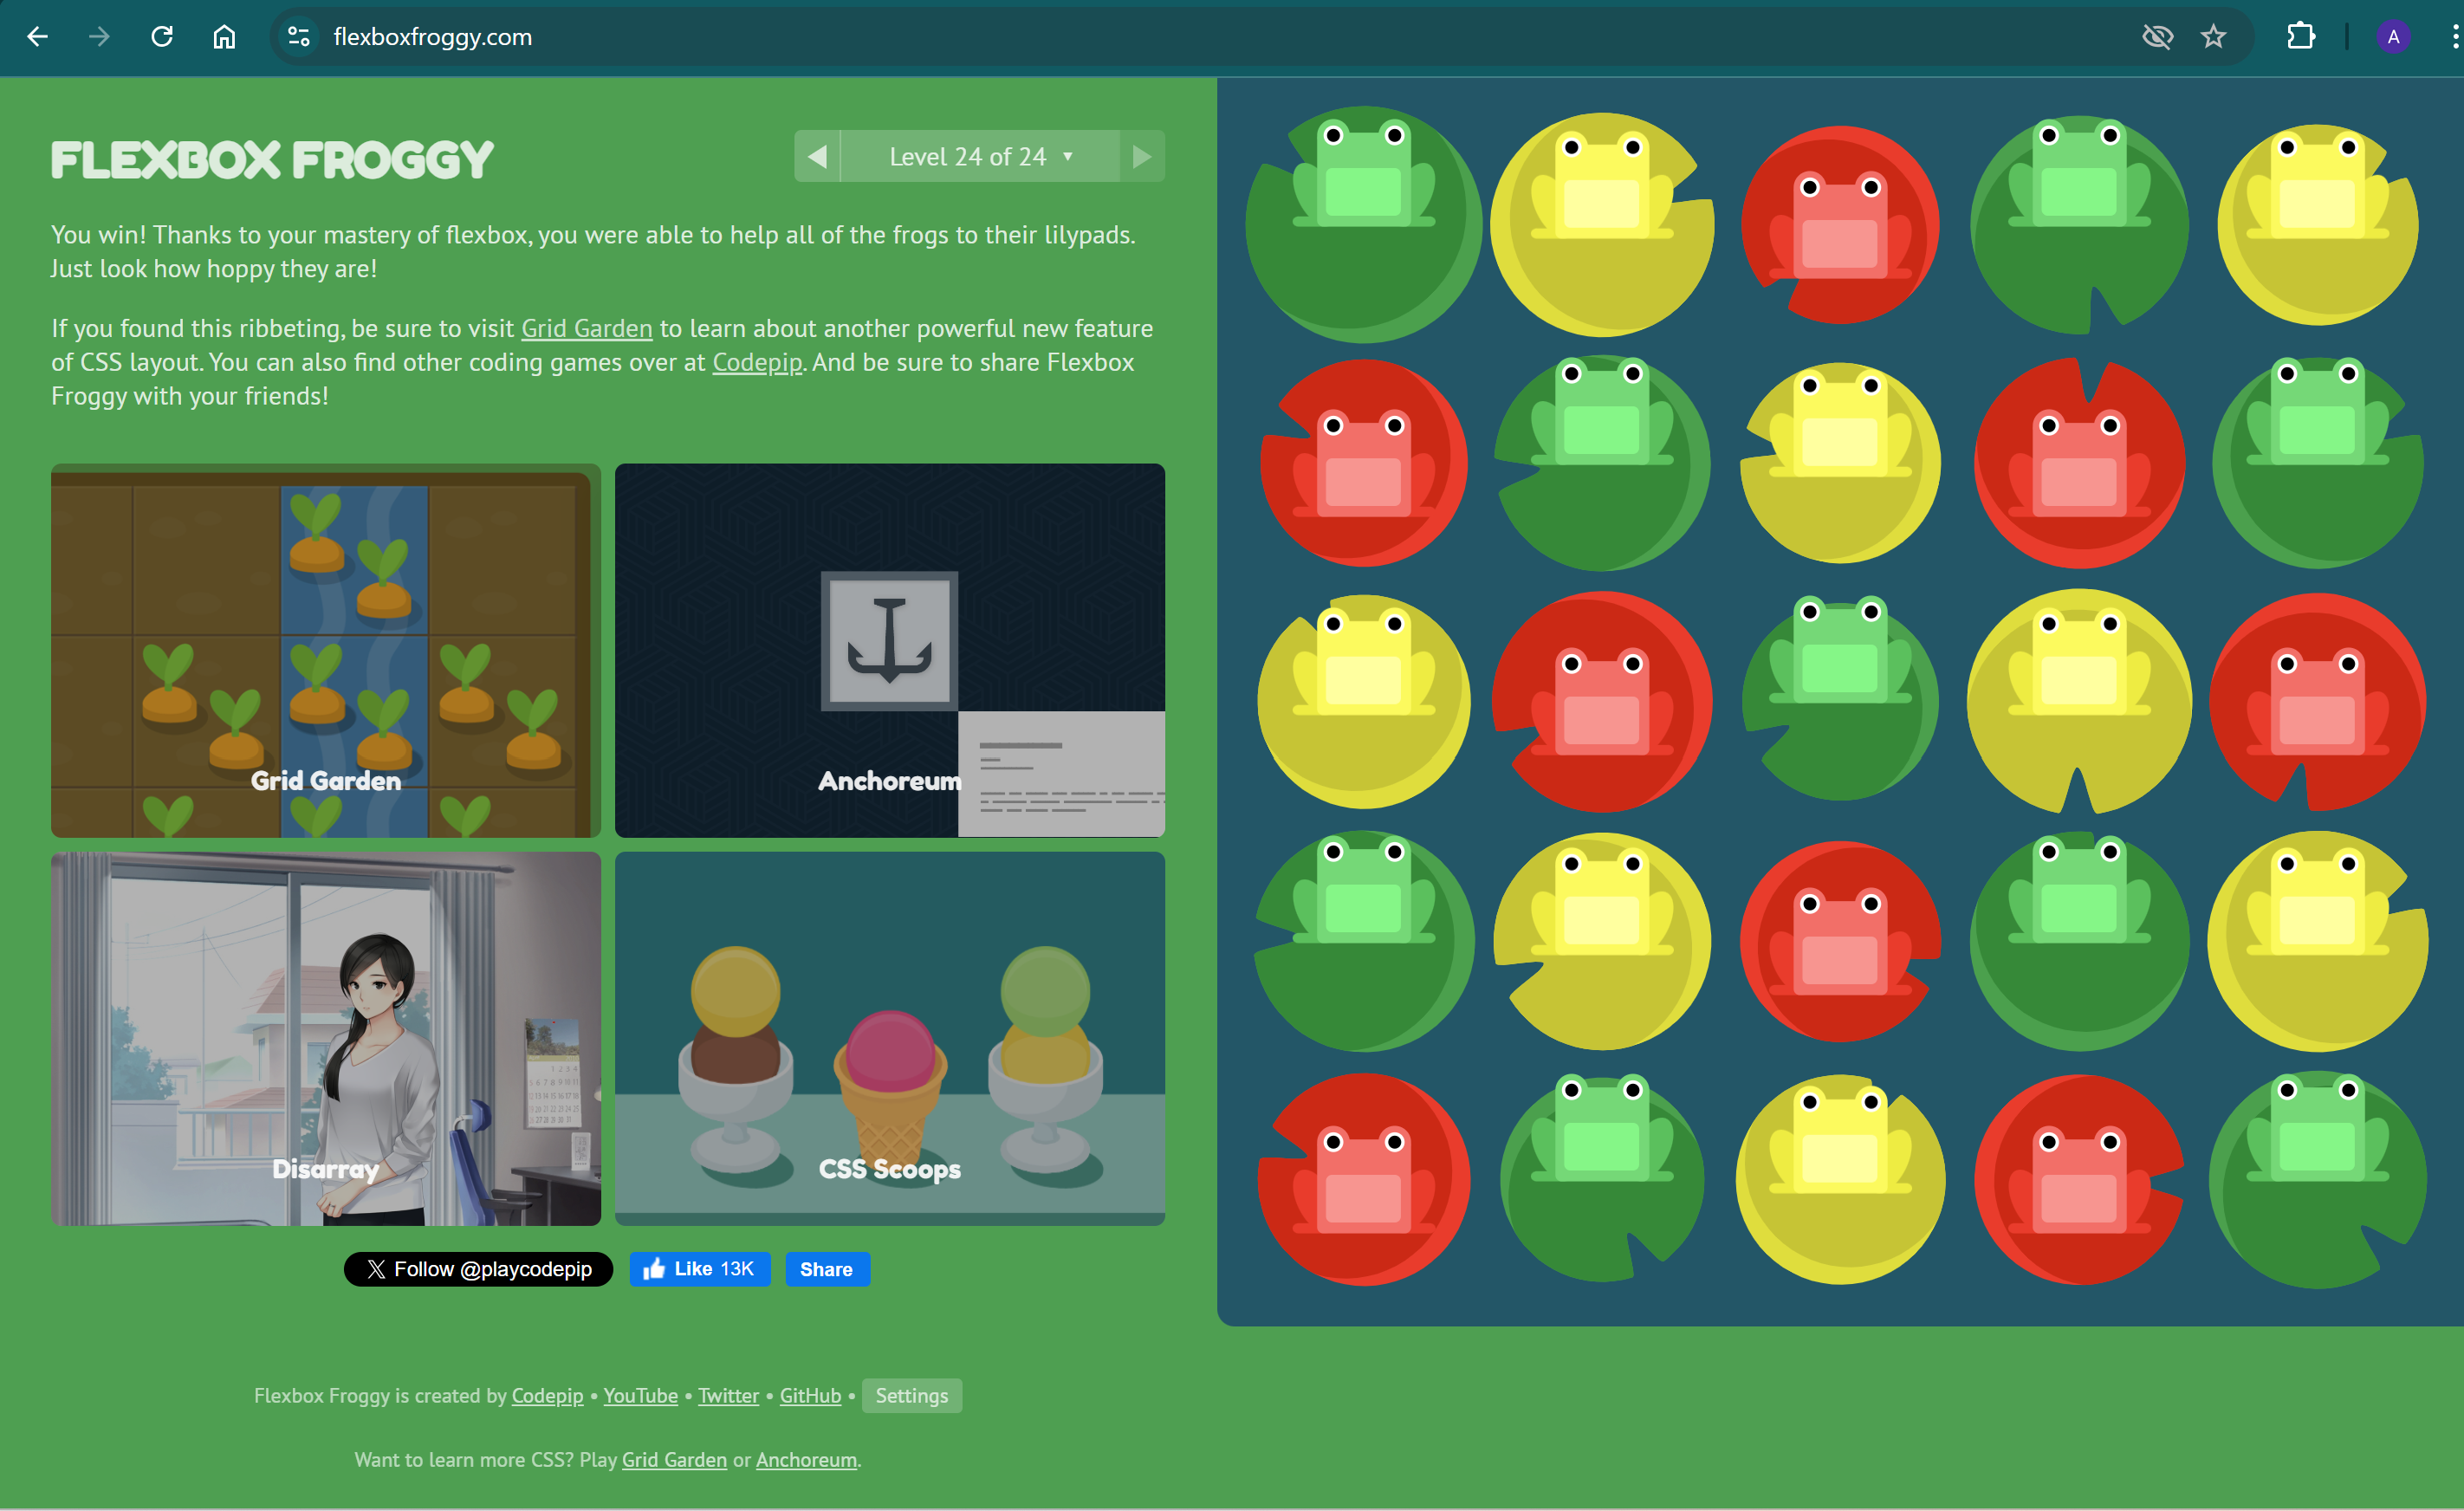 flexboxfroggy.com
A
FLEXBOX FROGGY
Level 24 of 24
You win! Thanks to your mastery of flexbox, you were able to help all of the frogs to their lilypads.
Just look how hoppy they are!
If you found this ribbeting, be sure to visit Grid Garden to learn about another powerful new feature
of CSS layout. You can also find other coding games over at Codepip. And be sure to share Flexbox
Froggy with your friends!
Grid Garden
Anchoreum
Disarray
CSS Scoops
Follow @playcodepip
Like 13K
Share
Flexbox Froggy is created by Codepip • YouTube • Twitter • GitHub • Settings
Want to learn more CSS? Play Grid Garden or Anchoreum.